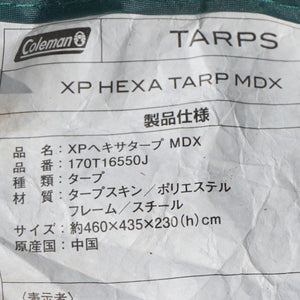 Coleman
TARPS
XP HEXA TARP MDX
製品仕様
品　名：XPヘキサタープ MDX
品　番：170T16550J
種　類：タープ
材　質：タープスキン／ポリエステル
フレーム／スチール
サイズ：約460×435×230(h)cm
原産国：中国
〈表示者〉